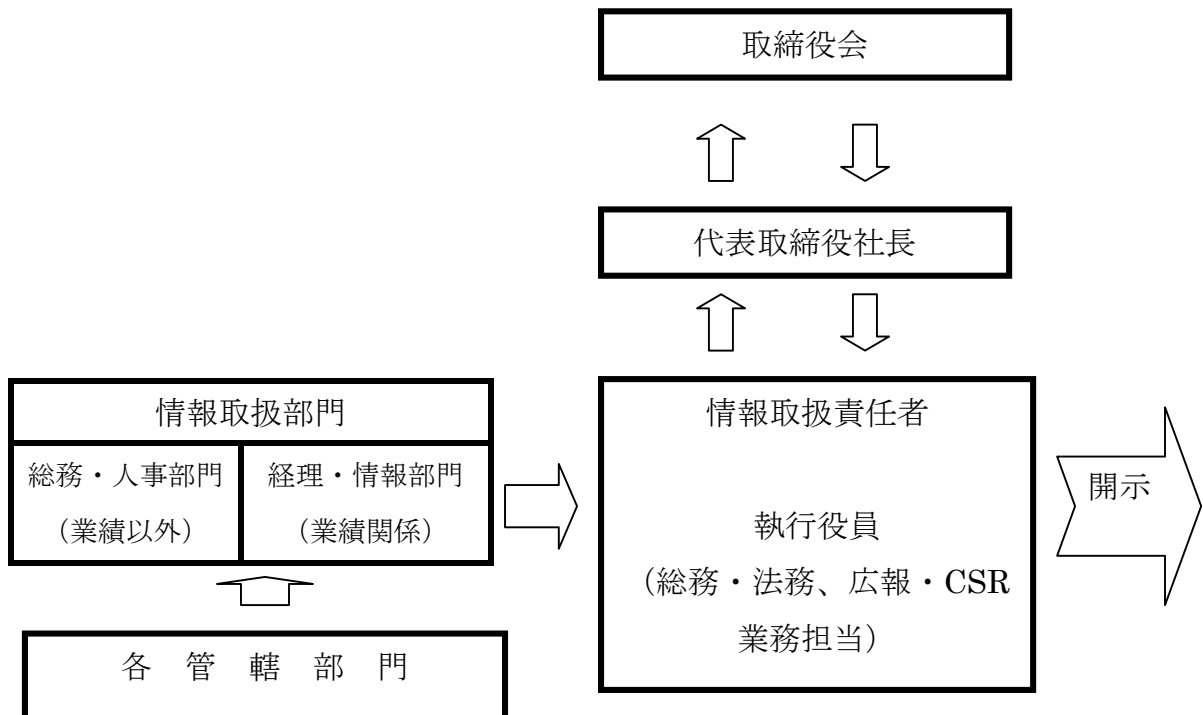 取締役会
代表取締役社長
情報取扱部門
総務・人事部門
(業績以外)
経理・情報部門
(業績関係)
情報取扱責任者
執行役員
(総務・法務、広報・CSR
業務担当)
開示
各 管 轄 部 門